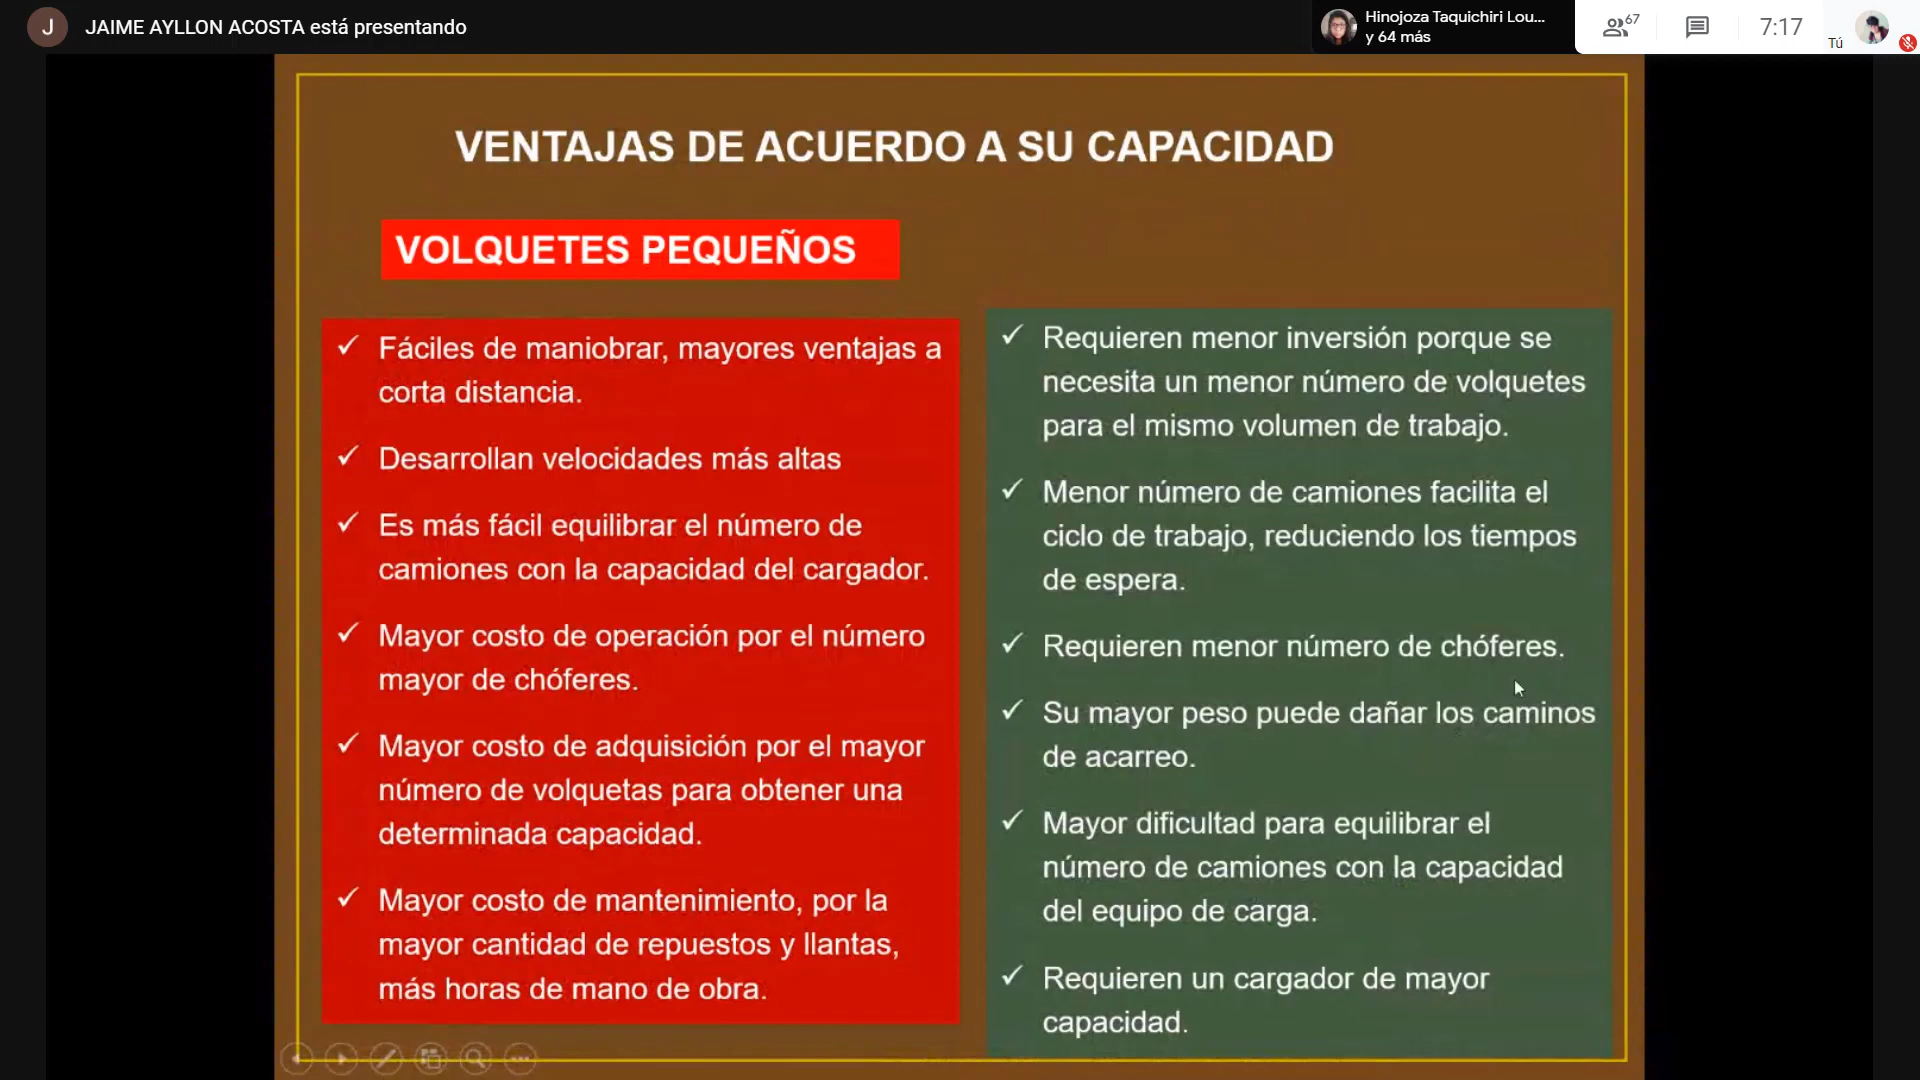 J JAIME AYLLON ACOSTA está presentando
Hinojoza Taquichiri Lou...
y 64 más
67
7:17
Tú
VENTAJAS DE ACUERDO A SU CAPACIDAD
VOLQUETES PEQUEÑOS
✓ Fáciles de maniobrar, mayores ventajas a
corta distancia.
✓ Desarrollan velocidades más altas
✓ Es más fácil equilibrar el número de
camiones con la capacidad del cargador.
✓ Mayor costo de operación por el número
mayor de chóferes.
✓ Mayor costo de adquisición por el mayor
número de volquetas para obtener una
determinada capacidad.
✓ Mayor costo de mantenimiento, por la
mayor cantidad de repuestos y llantas,
más horas de mano de obra.
✓ Requieren menor inversión porque se
necesita un menor número de volquetes
para el mismo volumen de trabajo.
✓ Menor número de camiones facilita el
ciclo de trabajo, reduciendo los tiempos
de espera.
✓ Requieren menor número de chóferes.
✓ Su mayor peso puede dañar los caminos
de acarreo.
✓ Mayor dificultad para equilibrar el
número de camiones con la capacidad
del equipo de carga.
✓ Requieren un cargador de mayor
capacidad.